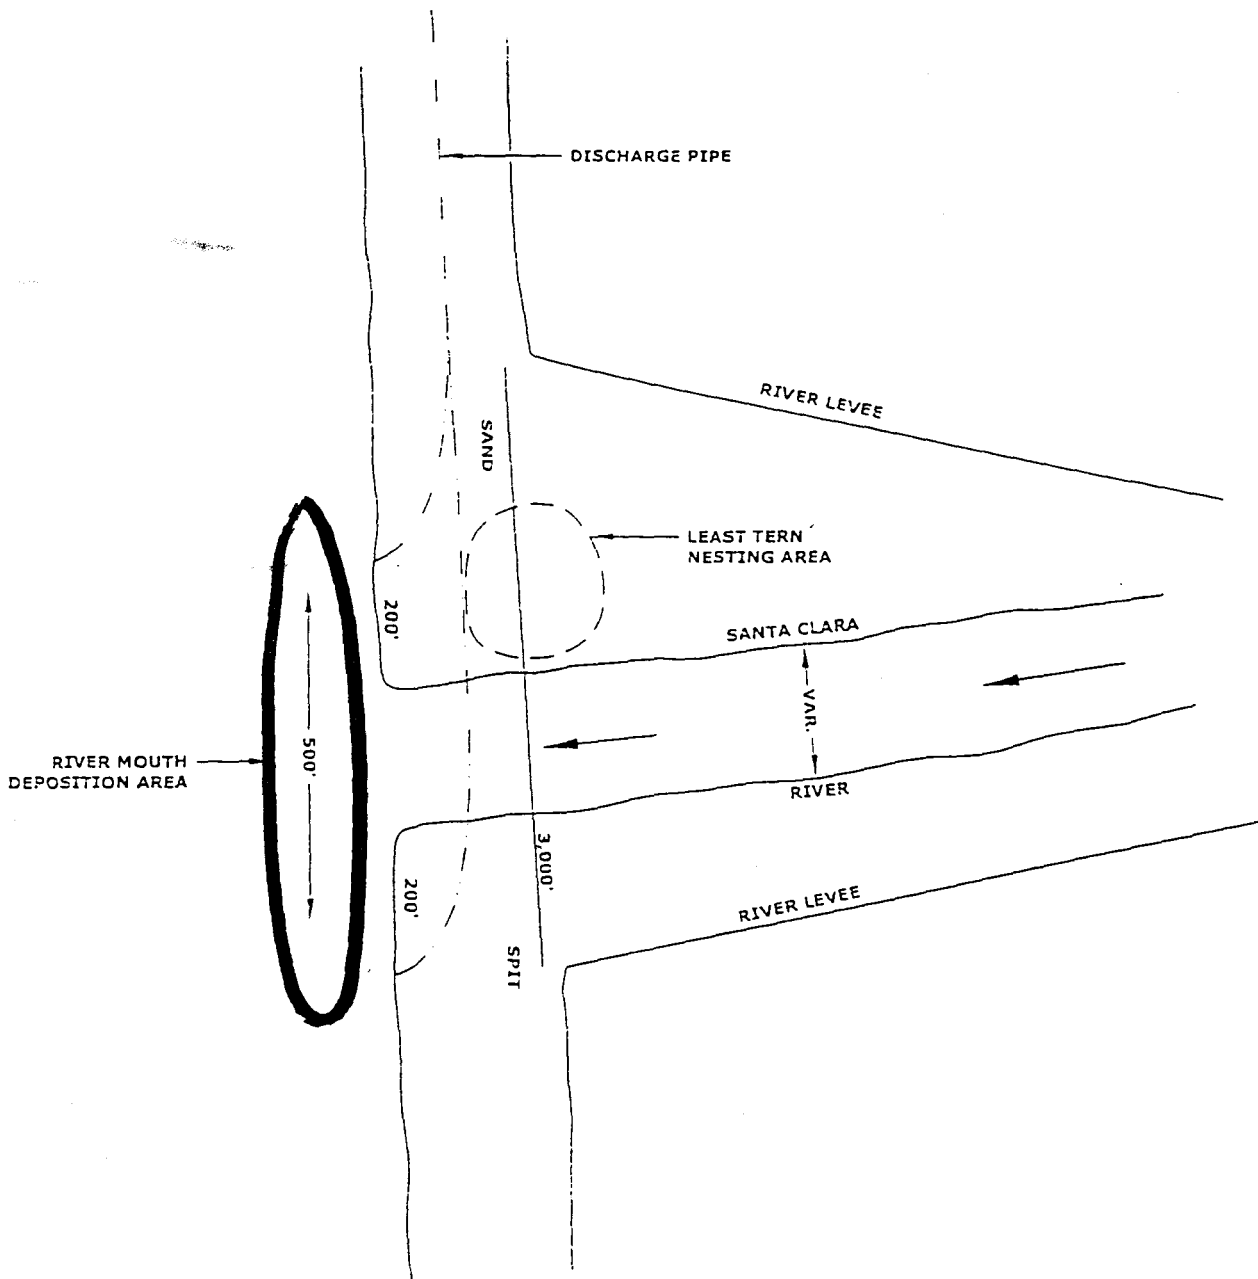 DISCHARGE PIPE
RIVER LEVEE
SAND
LEAST TERN
NESTING AREA
200'
SANTA CLARA
VAR.
500'
RIVER MOUTH
DEPOSITION AREA
RIVER
3,000'
200'
RIVER LEVEE
SPIT